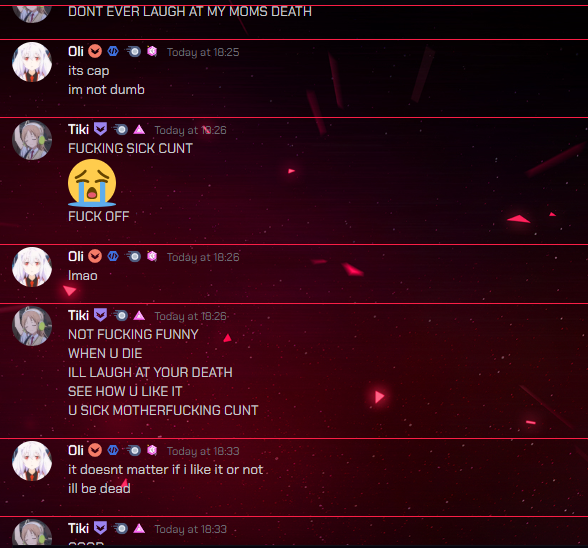 DONT EVER LAUGH AT MY MOMS DEATH
Oli Today at 18:25
its cap
im not dumb
Tiki Today at 18:26
FUCKING SICK CUNT
FUCK OFF
Oli Today at 18:26
lmao
Tiki Today at 18:26
NOT FUCKING FUNNY
WHEN U DIE
ILL LAUGH AT YOUR DEATH
SEE HOW U LIKE IT
U SICK MOTHERFUCKING CUNT
Oli Today at 18:33
it doesnt matter if i like it or not
ill be dead
Tiki Today at 18:33